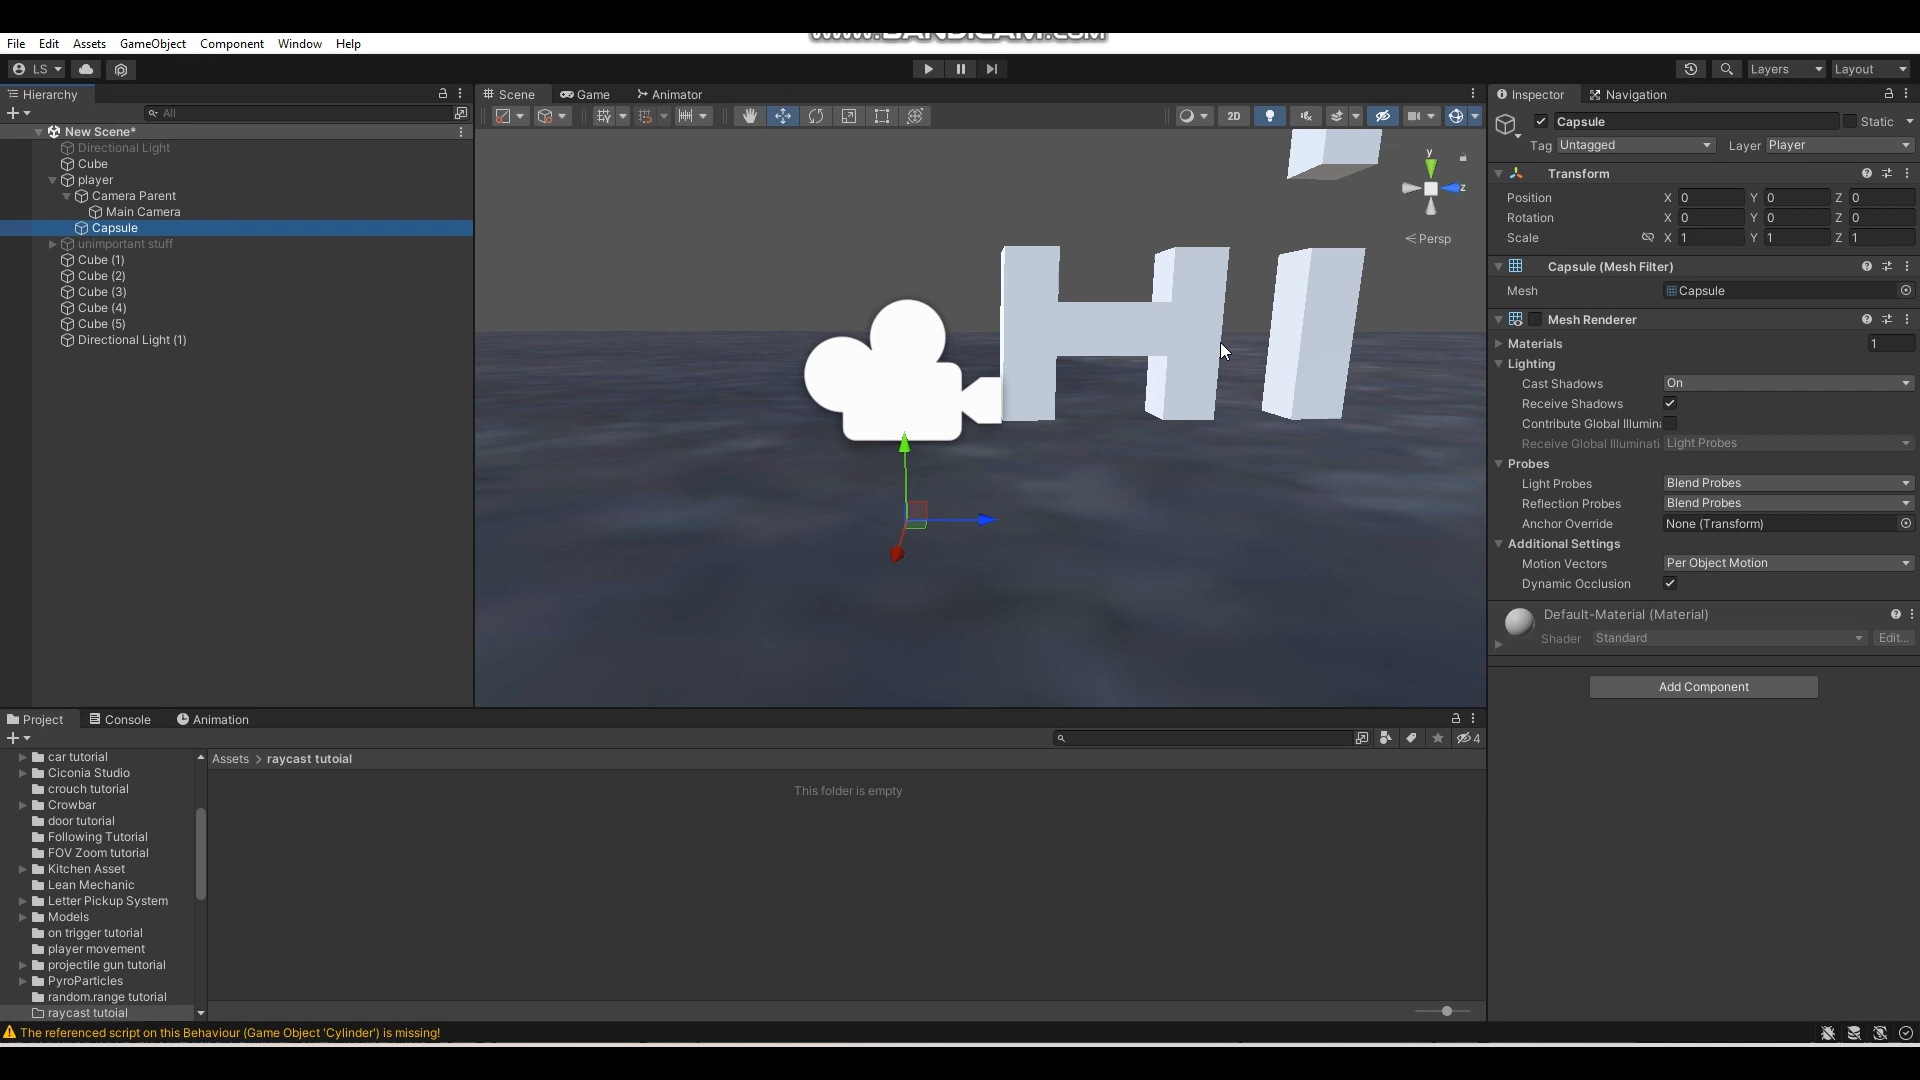 www.BANDICAM.com
File Edit Assets GameObject Component Window Help
LS
Layers Layout
Hierarchy
All
New Scene*
Directional Light
Cube
player
Camera Parent
Main Camera
Capsule
unimportant stuff
Cube (1)
Cube (2)
Cube (3)
Cube (4)
Cube (5)
Directional Light (1)
Scene Game Animator
2D
y
z
Persp
HI
Inspector Navigation
Capsule Static
Tag Untagged Layer Player
Transform
Position X 0 Y 0 Z 0
Rotation X 0 Y 0 Z 0
Scale X 1 Y 1 Z 1
Capsule (Mesh Filter)
Mesh Capsule
Mesh Renderer
Materials 1
Lighting
Cast Shadows On
Receive Shadows
Contribute Global Illumin
Receive Global Illuminati Light Probes
Probes
Light Probes Blend Probes
Reflection Probes Blend Probes
Anchor Override None (Transform)
Additional Settings
Motion Vectors Per Object Motion
Dynamic Occlusion
Default-Material (Material)
Shader Standard Edit...
Add Component
Project Console Animation
4
car tutorial
Ciconia Studio
crouch tutorial
Crowbar
door tutorial
Following Tutorial
FOV Zoom tutorial
Kitchen Asset
Lean Mechanic
Letter Pickup System
Models
on trigger tutorial
player movement
projectile gun tutorial
PyroParticles
random.range tutorial
raycast tutoial
Assets > raycast tutoial
This folder is empty
The referenced script on this Behaviour (Game Object 'Cylinder') is missing!